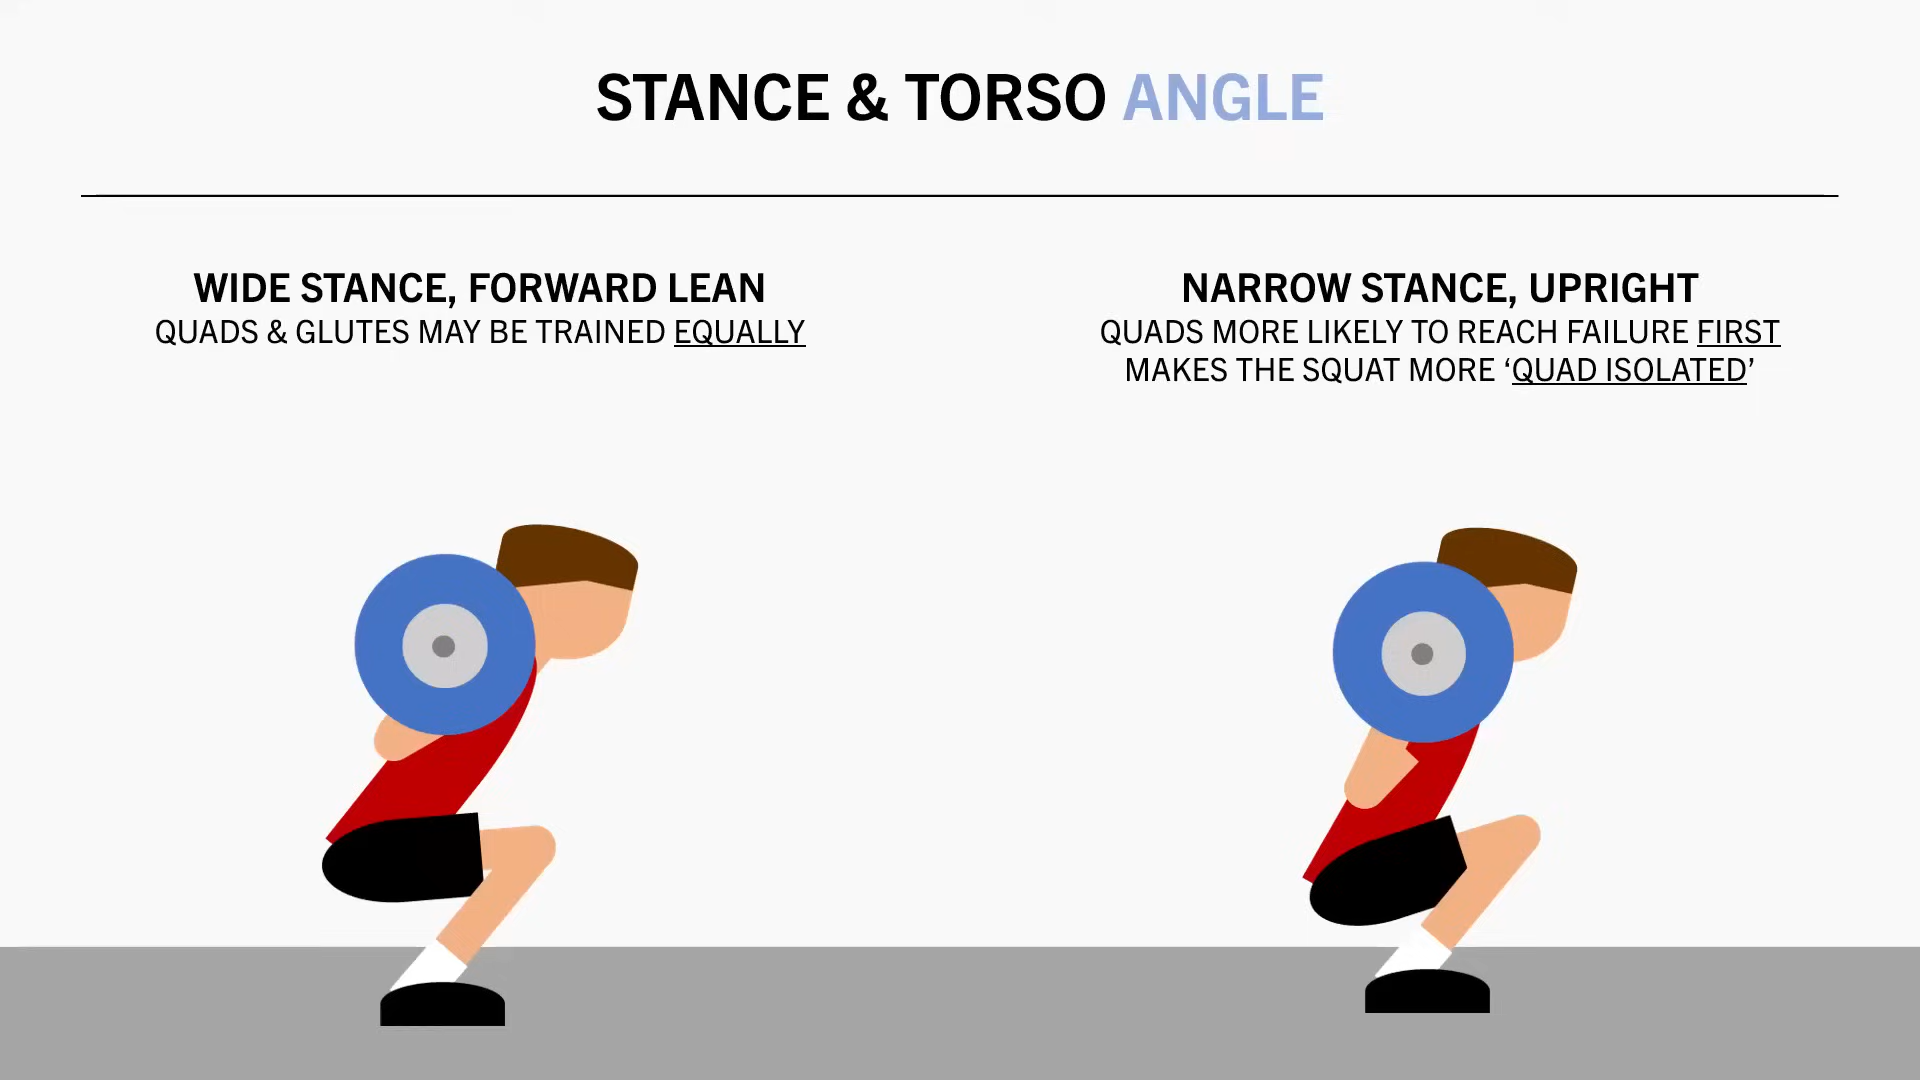 STANCE & TORSO ANGLE
WIDE STANCE, FORWARD LEAN
QUADS & GLUTES MAY BE TRAINED EQUALLY
NARROW STANCE, UPRIGHT
QUADS MORE LIKELY TO REACH FAILURE FIRST
MAKES THE SQUAT MORE ‘QUAD ISOLATED’